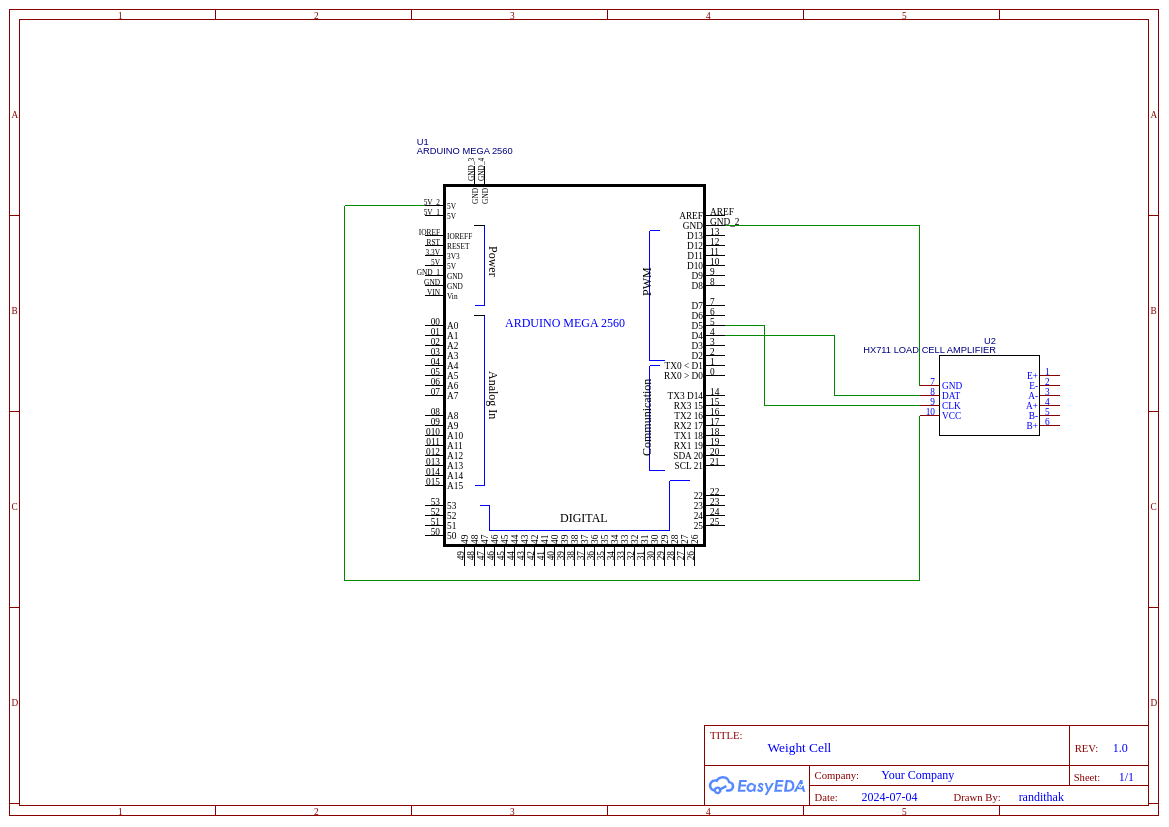 1 2 3 4 5
A A
B B
C C
D D
U1
ARDUINO MEGA 2560
GND_3 GND_4
GND GND
5V_2 5V
5V_1 5V
IOREF IOREFF
RST RESET
3.3V 3V3
5V 5V
GND_1 GND
GND GND
VIN Vin
Power
00 A0
01 A1
02 A2
03 A3
04 A4
05 A5
06 A6
07 A7
08 A8
09 A9
010 A10
011 A11
012 A12
013 A13
014 A14
015 A15
Analog In
53 53
52 52
51 51
50 50
ARDUINO MEGA 2560
AREF AREF
GND GND_2
D13 13
D12 12
D11 11
D10 10
D9 9
D8 8
D7 7
D6 6
D5 5
D4 4
D3 3
D2 2
TX0 < D1 1
RX0 > D0 0
PWM
TX3 D14 14
RX3 15 15
TX2 16 16
RX2 17 17
TX1 18 18
RX1 19 19
SDA 20 20
SCL 21 21
Communication
22 22
23 23
24 24
25 25
DIGITAL
49 48 47 46 45 44 43 42 41 40 39 38 37 36 35 34 33 32 31 30 29 28 27 26
49 48 47 46 45 44 43 42 41 40 39 38 37 36 35 34 33 32 31 30 29 28 27 26
U2
HX711 LOAD CELL AMPLIFIER
7 GND
8 DAT
9 CLK
10 VCC
E+ 1
E- 2
A- 3
A+ 4
B- 5
B+ 6
TITLE:
Weight Cell
REV: 1.0
EasyEDA
Company: Your Company
Sheet: 1/1
Date: 2024-07-04 Drawn By: randithak
1 2 3 4 5